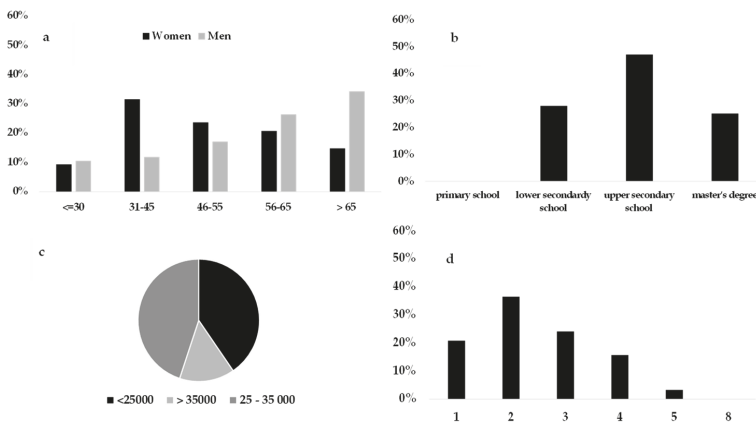 a
60%
50%
40%
30%
20%
10%
0%
Women Men
<=30 31-45 46-55 56-65 > 65
b
60%
50%
40%
30%
20%
10%
0%
primary school lower secondardy school upper secondary school master's degree
c
<25000 > 35000 25 - 35 000
d
60%
50%
40%
30%
20%
10%
0%
1 2 3 4 5 8